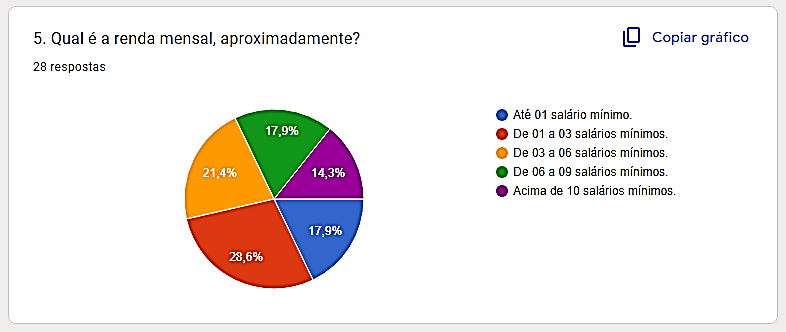 5. Qual é a renda mensal, aproximadamente?
Copiar gráfico
28 respostas
17,9%
14,3%
21,4%
17,9%
28,6%
Até 01 salário mínimo.
De 01 a 03 salários mínimos.
De 03 a 06 salários mínimos.
De 06 a 09 salários mínimos.
Acima de 10 salários mínimos.